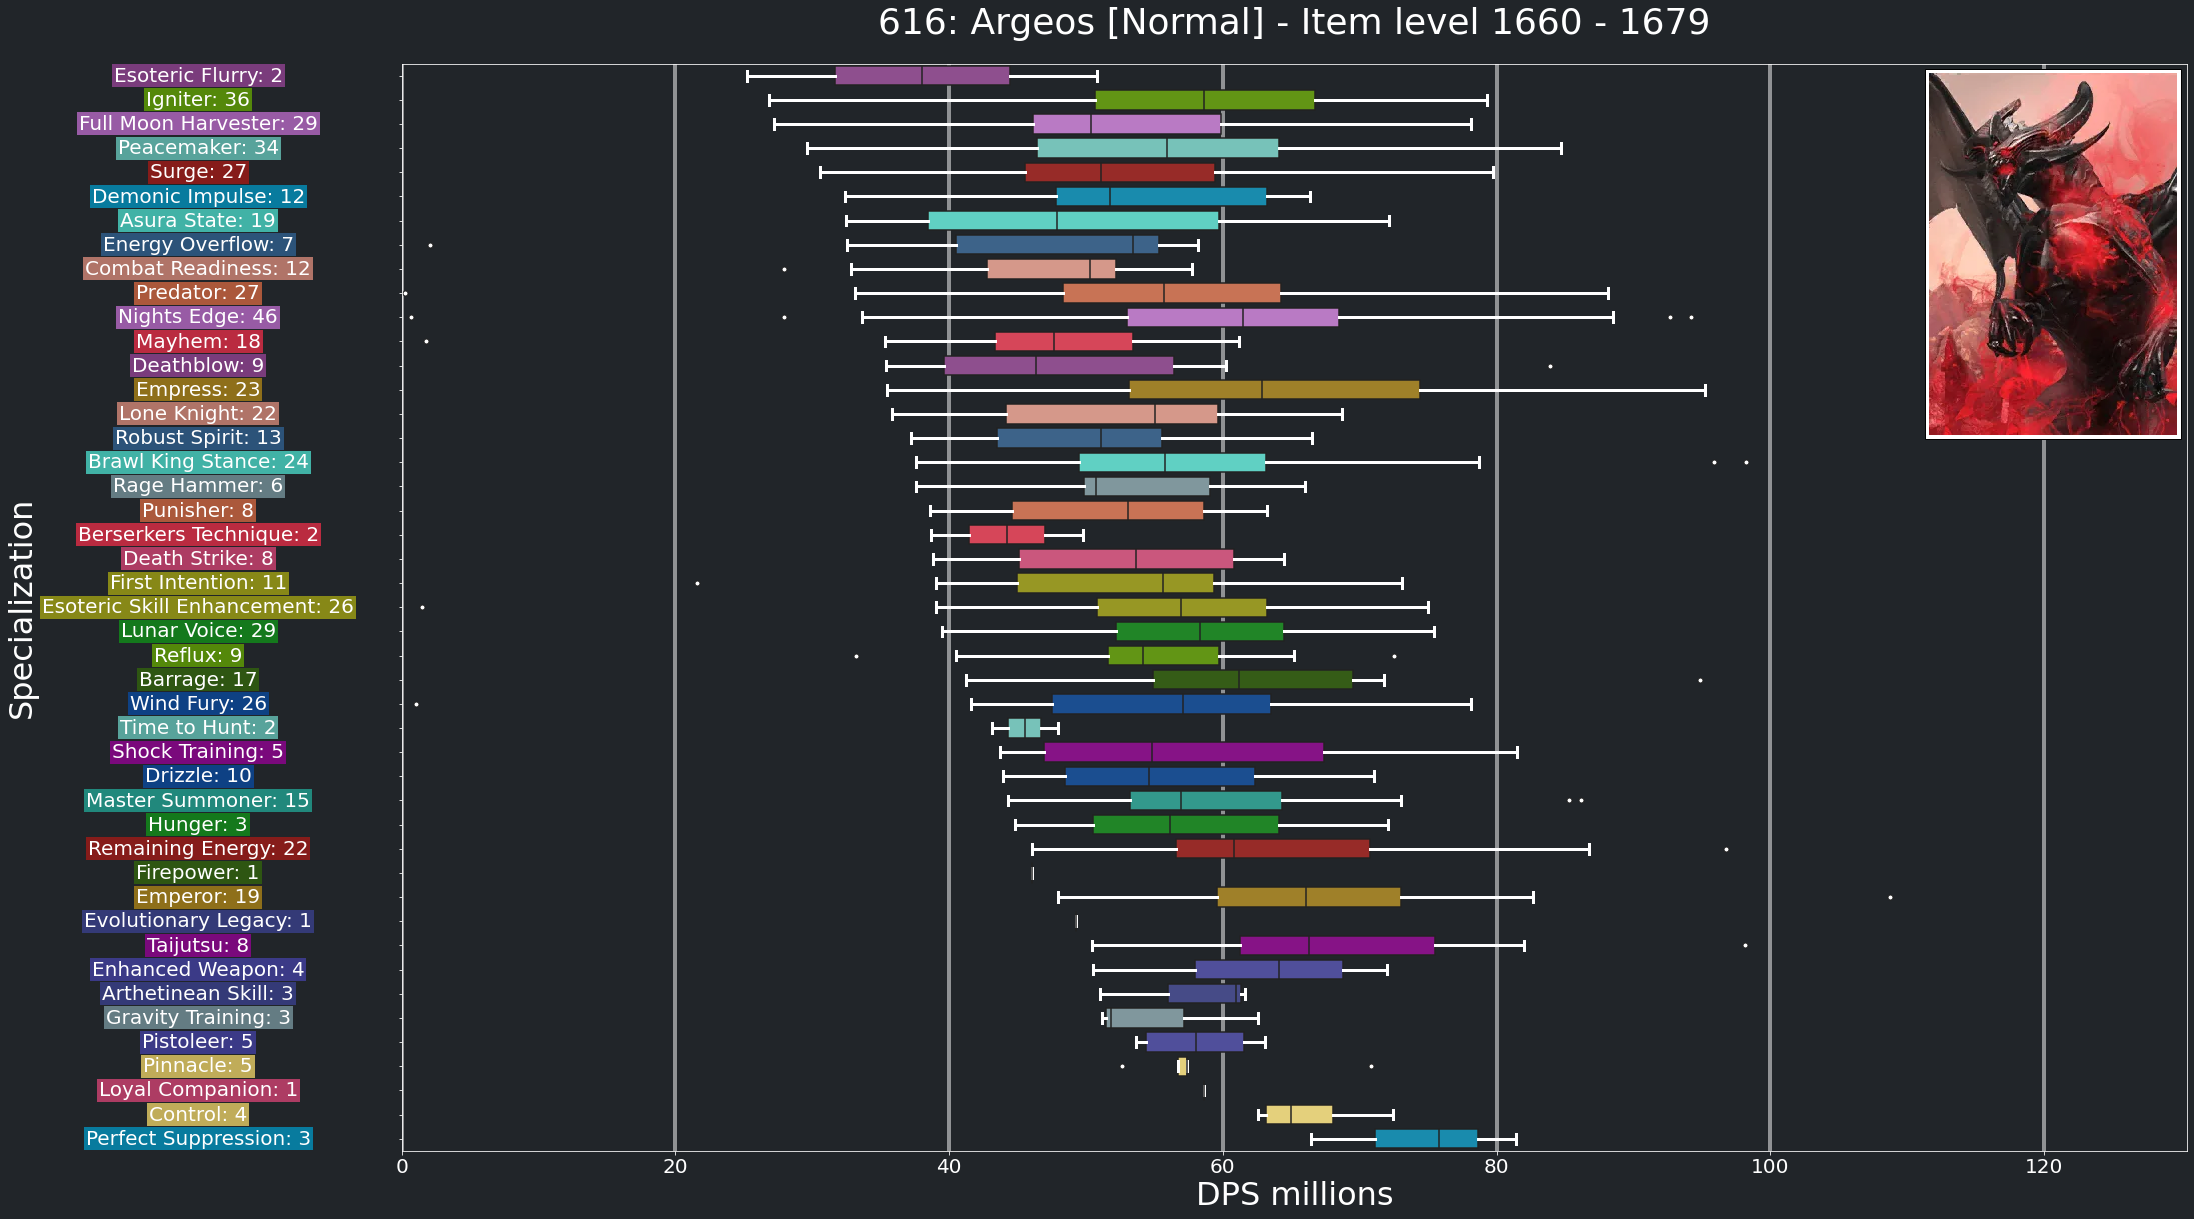 616: Argeos [Normal] - Item level 1660 - 1679
Specialization
Esoteric Flurry: 2
Igniter: 36
Full Moon Harvester: 29
Peacemaker: 34
Surge: 27
Demonic Impulse: 12
Asura State: 19
Energy Overflow: 7
Combat Readiness: 12
Predator: 27
Nights Edge: 46
Mayhem: 18
Deathblow: 9
Empress: 23
Lone Knight: 22
Robust Spirit: 13
Brawl King Stance: 24
Rage Hammer: 6
Punisher: 8
Berserkers Technique: 2
Death Strike: 8
First Intention: 11
Esoteric Skill Enhancement: 26
Lunar Voice: 29
Reflux: 9
Barrage: 17
Wind Fury: 26
Time to Hunt: 2
Shock Training: 5
Drizzle: 10
Master Summoner: 15
Hunger: 3
Remaining Energy: 22
Firepower: 1
Emperor: 19
Evolutionary Legacy: 1
Taijutsu: 8
Enhanced Weapon: 4
Arthetinean Skill: 3
Gravity Training: 3
Pistoleer: 5
Pinnacle: 5
Loyal Companion: 1
Control: 4
Perfect Suppression: 3
0 20 40 60 80 100 120
DPS millions